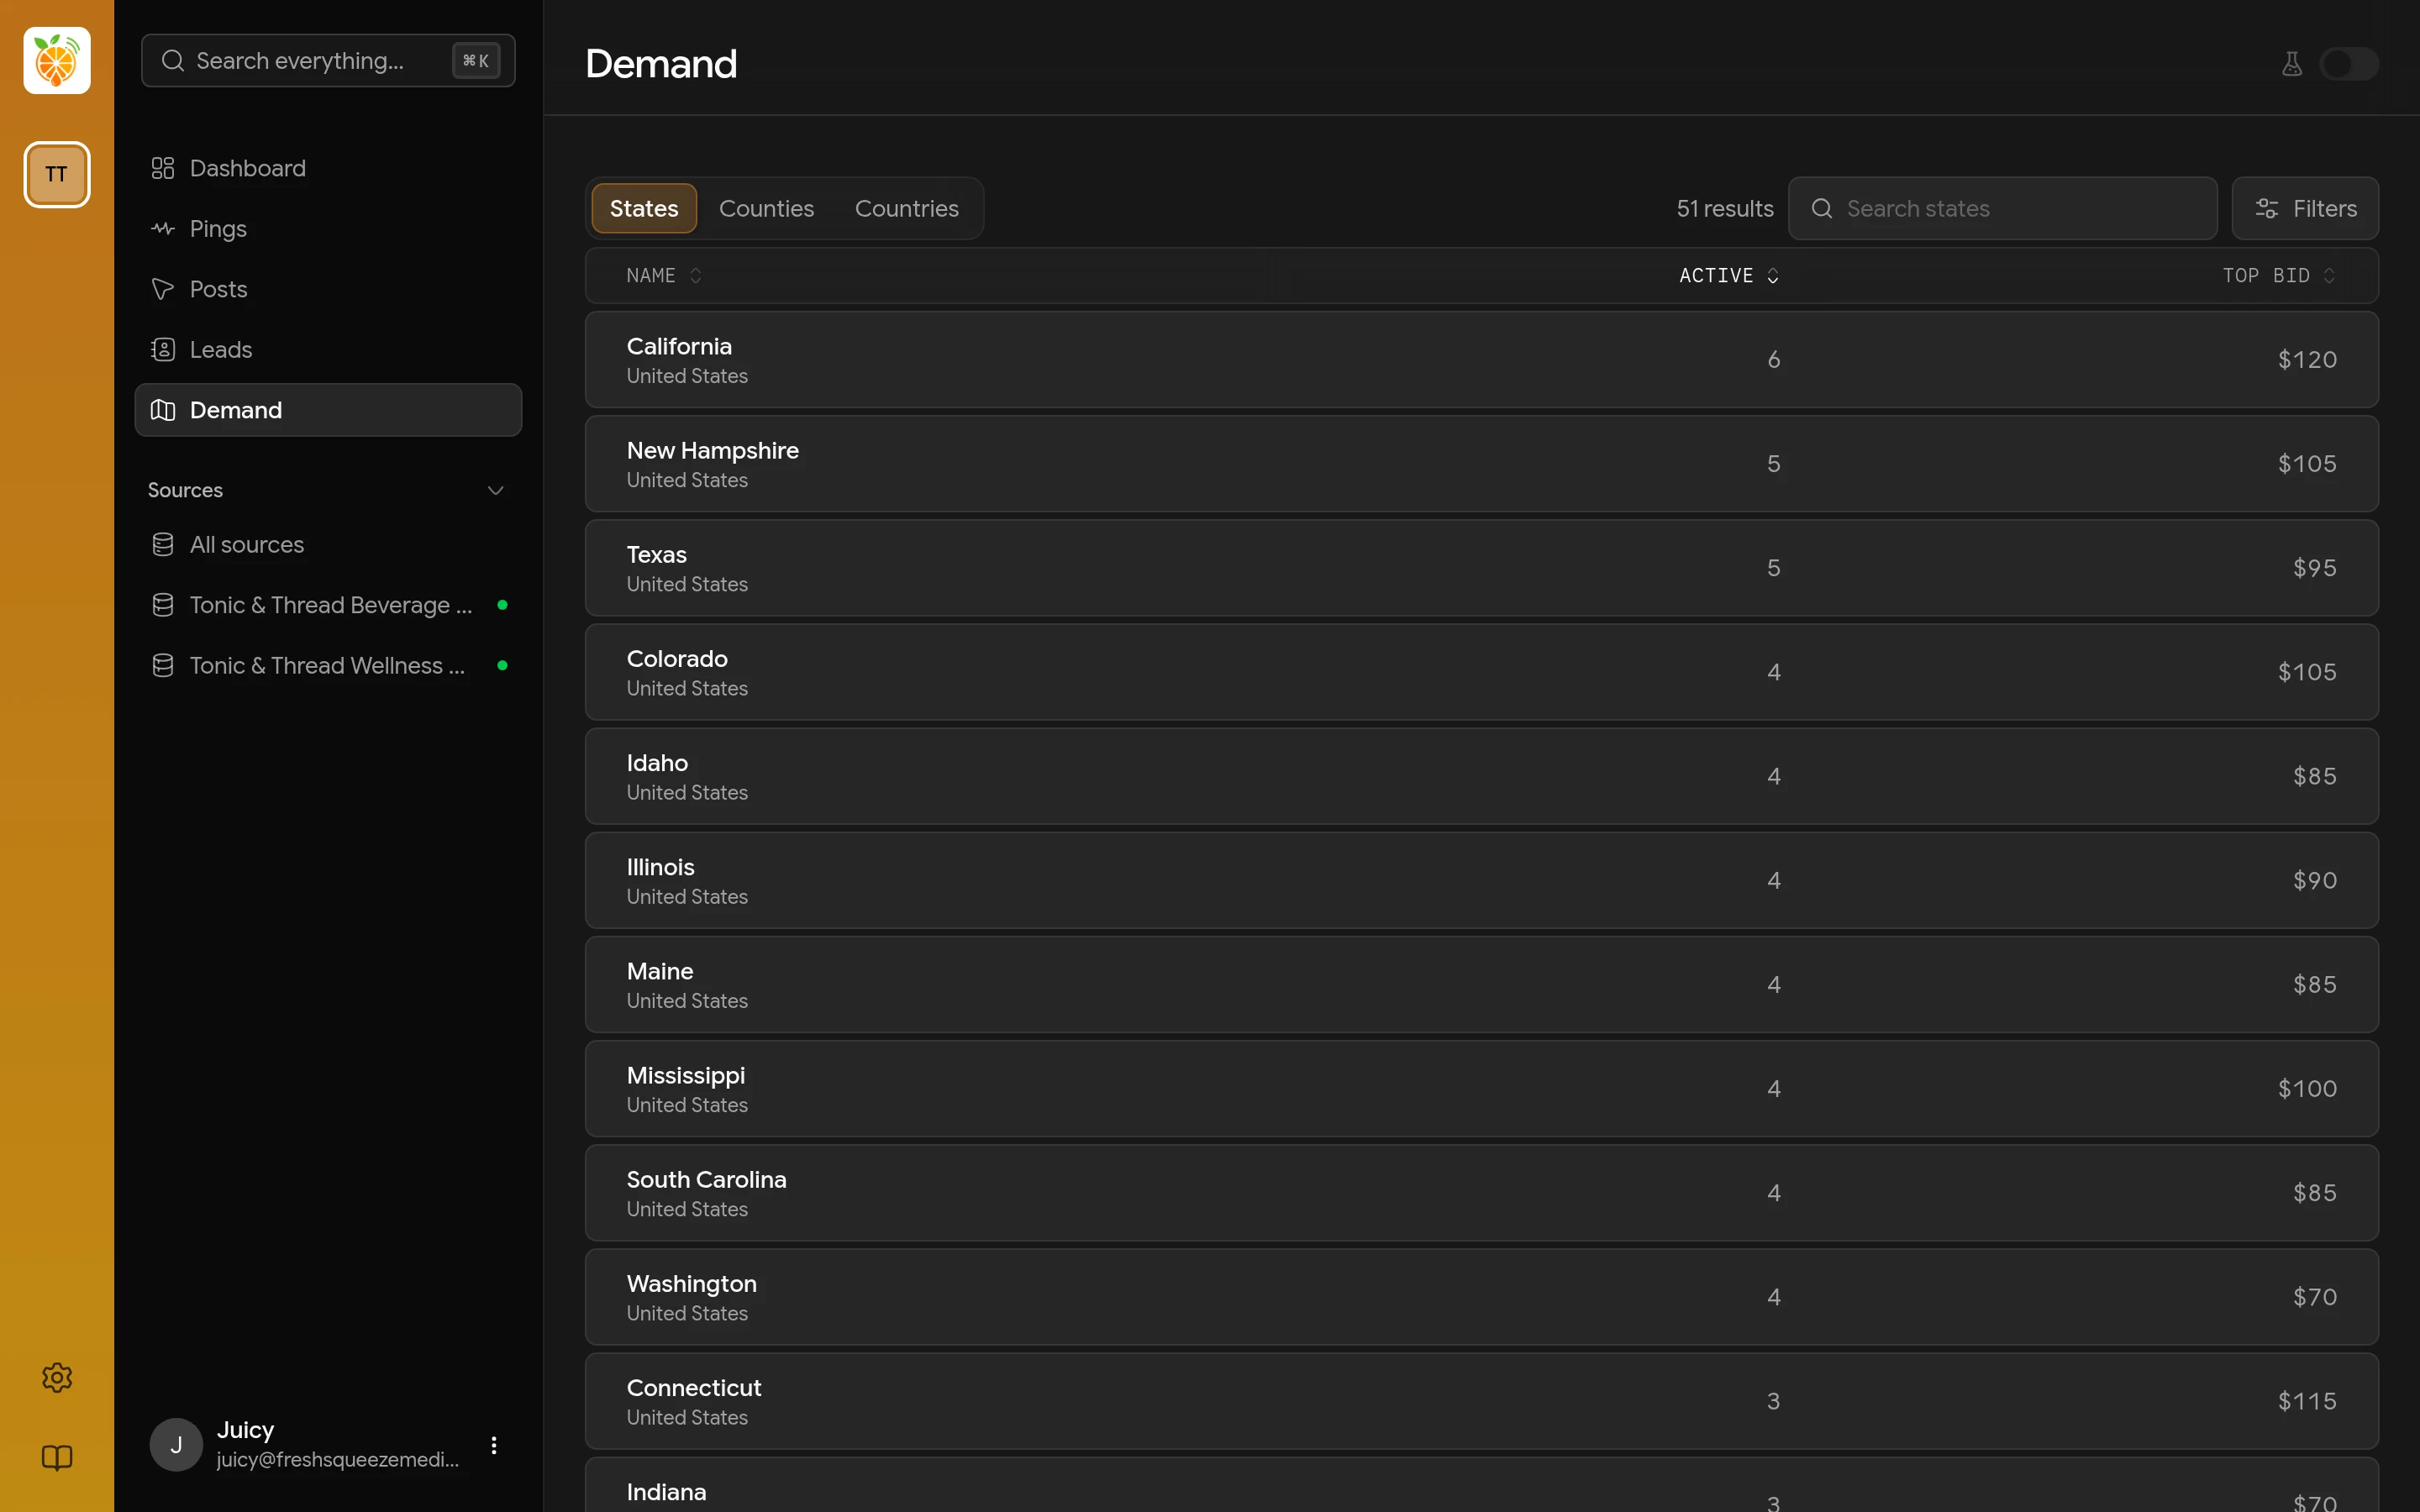 Search everything...
⌘ K
TT
Dashboard
Pings
Posts
Leads
Demand
Sources
All sources
Tonic & Thread Beverage ...
Tonic & Thread Wellness ...
J
Juicy
juicy@freshsqueezemedi...
Demand
States
Counties
Countries
51 results
Search states
Filters
NAME ACTIVE TOP BID
California
United States
6 $120
New Hampshire
United States
5 $105
Texas
United States
5 $95
Colorado
United States
4 $105
Idaho
United States
4 $85
Illinois
United States
4 $90
Maine
United States
4 $85
Mississippi
United States
4 $100
South Carolina
United States
4 $85
Washington
United States
4 $70
Connecticut
United States
3 $115
Indiana
3 $70